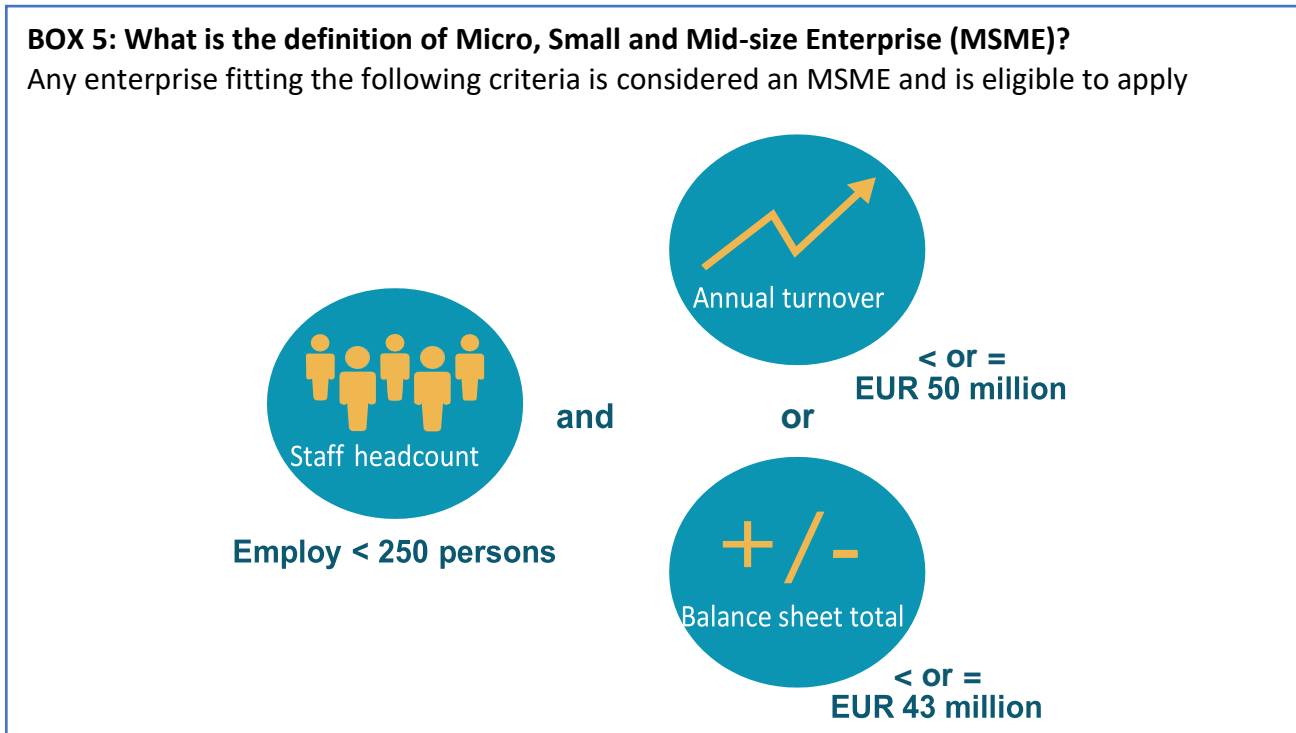 BOX 5: What is the definition of Micro, Small and Mid-size Enterprise (MSME)?
Any enterprise fitting the following criteria is considered an MSME and is eligible to apply
Staff headcount
Employ < 250 persons
and
Annual turnover
< or =
EUR 50 million
or
+/-
Balance sheet total
< or =
EUR 43 million